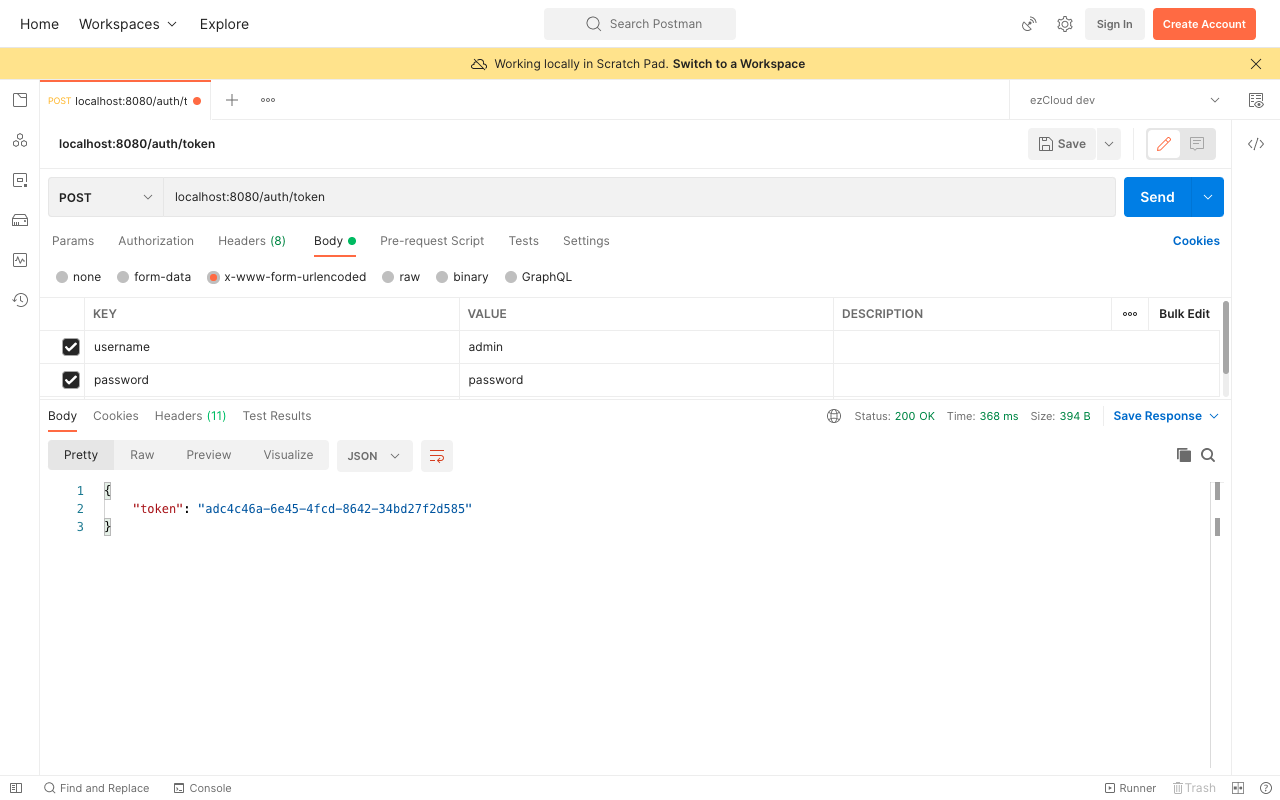 Home Workspaces Explore Search Postman Sign In Create Account
Working locally in Scratch Pad. Switch to a Workspace
POST localhost:8080/auth/t ezCloud dev
localhost:8080/auth/token Save
POST localhost:8080/auth/token Send
Params Authorization Headers (8) Body Pre-request Script Tests Settings Cookies
none form-data x-www-form-urlencoded raw binary GraphQL
KEY VALUE DESCRIPTION Bulk Edit
username admin
password password
Body Cookies Headers (11) Test Results Status: 200 OK Time: 368 ms Size: 394 B Save Response
Pretty Raw Preview Visualize JSON
1 {
2 "token": "adc4c46a-6e45-4fcd-8642-34bd27f2d585"
3 }
Find and Replace Console Runner Trash